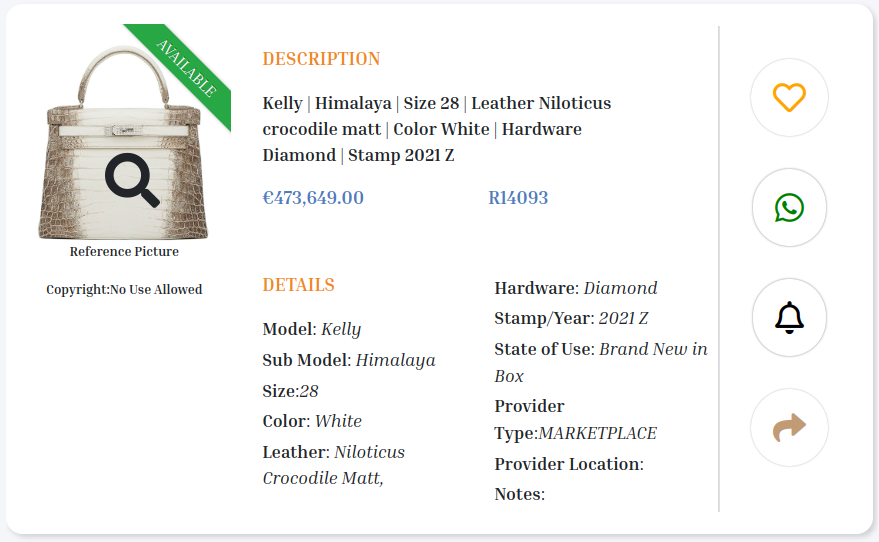 AVAILABLE
Reference Picture
Copyright:No Use Allowed
DESCRIPTION
Kelly | Himalaya | Size 28 | Leather Niloticus
crocodile matt | Color White | Hardware
Diamond | Stamp 2021 Z
€473,649.00
R14093
DETAILS
Model: Kelly
Sub Model: Himalaya
Size:28
Color: White
Leather: Niloticus
Crocodile Matt,
Hardware: Diamond
Stamp/Year: 2021 Z
State of Use: Brand New in
Box
Provider
Type:MARKETPLACE
Provider Location:
Notes: